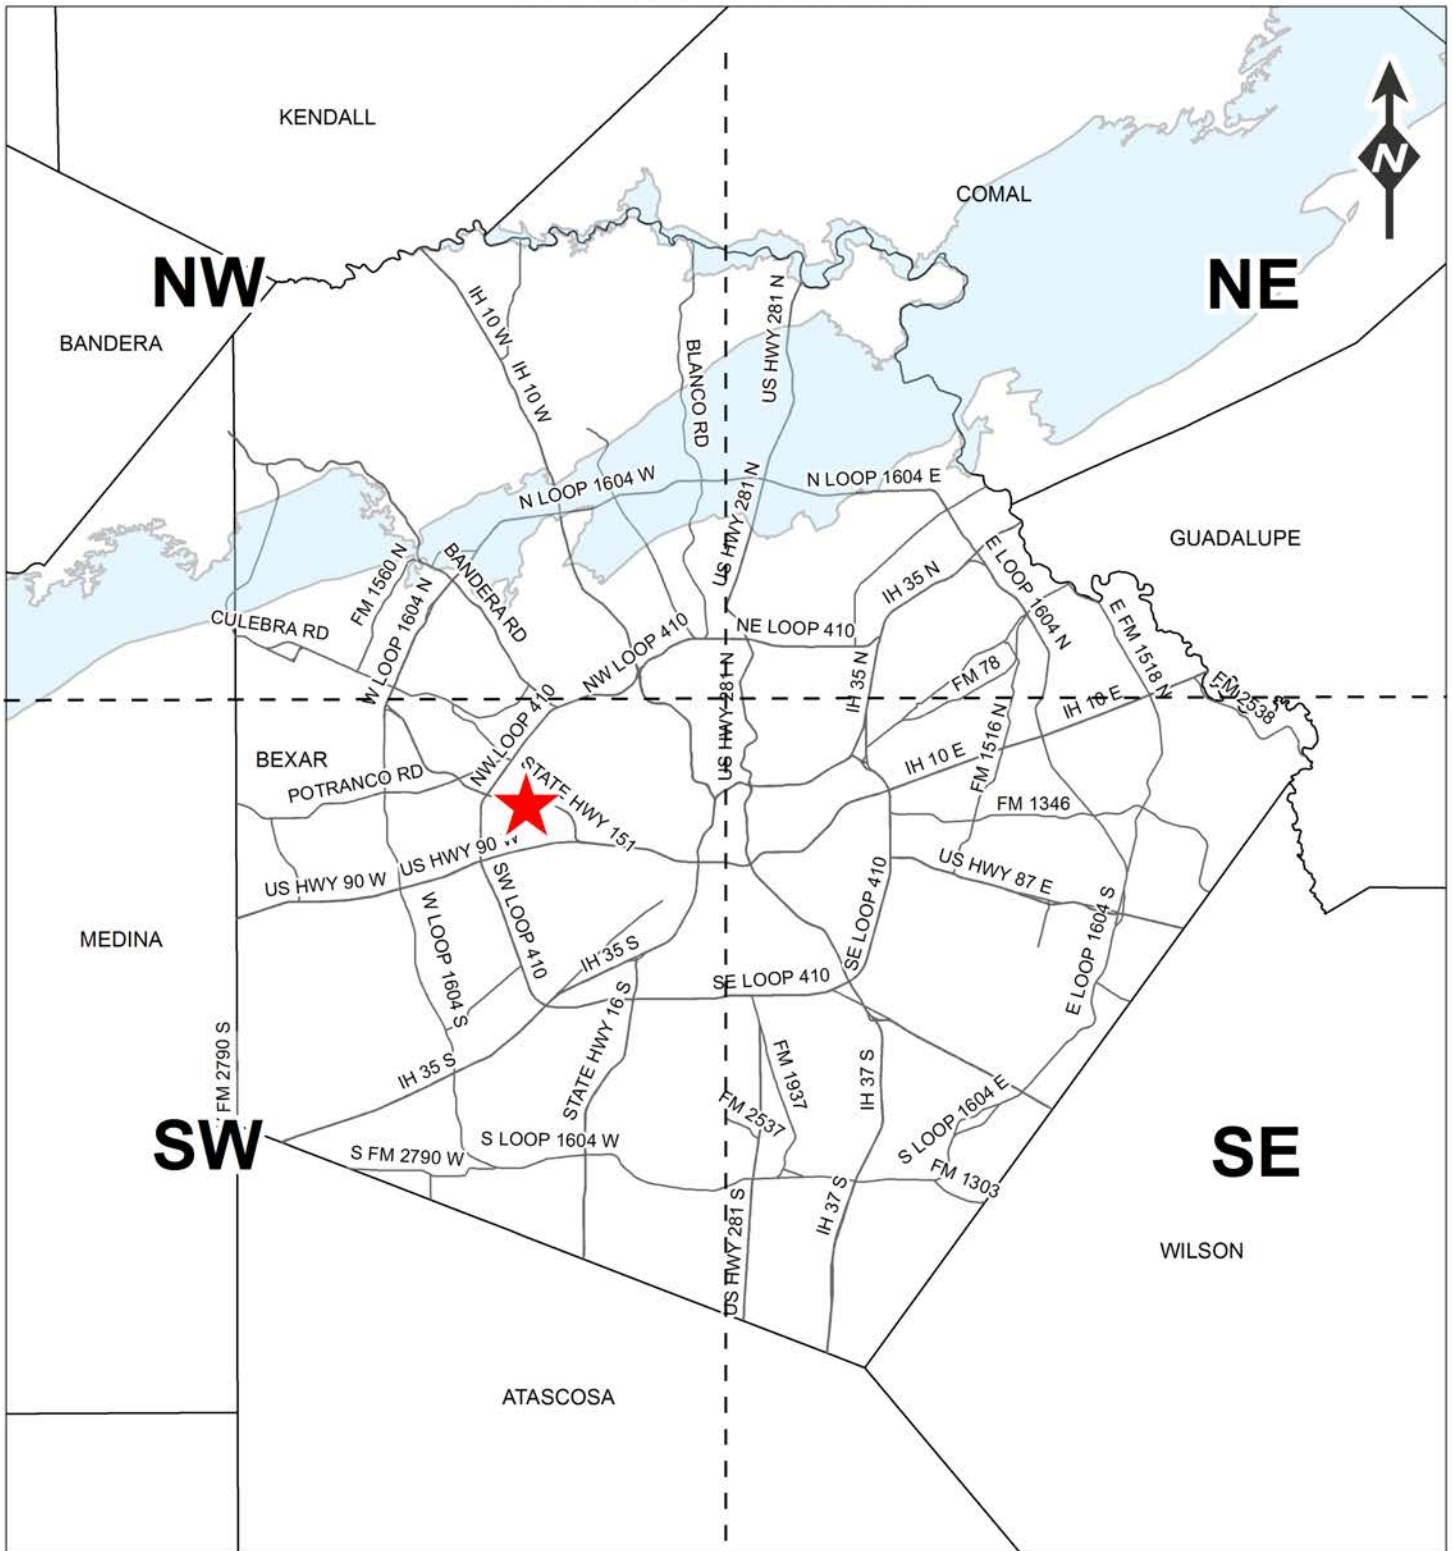 KENDALL
COMAL
N
NW
NE
BANDERA
IH 10 W
IH 10 W
BLANCO RD
US HWY 281 N
N LOOP 1604 W
N LOOP 1604 E
US HWY 281 N
GUADALUPE
FM 1560 N
W LOOP 1604 N
BANDERA RD
CULEBRA RD
NW LOOP 410
NE LOOP 410
IH 35 N
E LOOP 1604 N
E FM 1518 N
W LOOP 1604 N
NW LOOP 410
US HWY 281 N
IH 35 N
FM 78
IH 10 E
FM 2538
BEXAR
POTRANCO RD
STATE HWY 151
IH 10 E
FM 1516 N
FM 1346
US HWY 90 W
US HWY 90 W
US HWY 87 E
MEDINA
W LOOP 1604 S
SW LOOP 410
IH 35 S
SE LOOP 410
SE LOOP 410
E LOOP 1604 S
FM 2790 S
IH 35 S
STATE HWY 16 S
FM 1937
FM 2537
IH 37 S
S LOOP 1604 E
SW
SE
S FM 2790 W
S LOOP 1604 W
FM 1303
US HWY 281 S
IH 37 S
WILSON
ATASCOSA